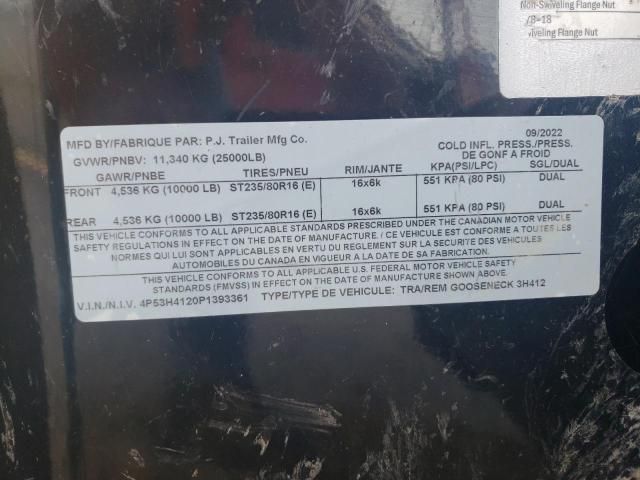 Non-Swiveling Flange Nut
/8-18
iveling Flange Nut
MFD BY/FABRIQUE PAR: P.J. Trailer Mfg Co. 09/2022
GVWR/PNBV: 11,340 KG (25000LB) COLD INFL. PRESS./PRESS. DE GONF A FROID
GAWR/PNBE TIRES/PNEU RIM/JANTE KPA(PSI/LPC) SGL/DUAL
FRONT 4,536 KG (10000 LB) ST235/80R16 (E) 16x6k 551 KPA (80 PSI) DUAL
REAR 4,536 KG (10000 LB) ST235/80R16 (E) 16x6k 551 KPA (80 PSI) DUAL
THIS VEHICLE CONFORMS TO ALL APPLICABLE STANDARDS PRESCRIBED UNDER THE CANADIAN MOTOR VEHICLE
SAFETY REGULATIONS IN EFFECT ON THE DATE OF MANUFACTURE. / CE VEHICULE EST CONFORME A TOUTES LES
NORMES QUI LUI SONT APPLICABLES EN VERTU DU REGLEMENT SUR LA SECURITE DES VEHICULES
AUTOMOBILES DU CANADA EN VIGUEUR A LA DATE DE SA FABRICATION.
THIS VEHICLE CONFORMS TO ALL APPLICABLE U.S. FEDERAL MOTOR VEHICLE SAFETY
STANDARDS (FMVSS) IN EFFECT ON THE DATE OF MANUFACTURE SHOWN ABOVE
V.I.N./N.I.V. 4P53H4120P1393361 TYPE/TYPE DE VEHICULE: TRA/REM GOOSENECK 3H412